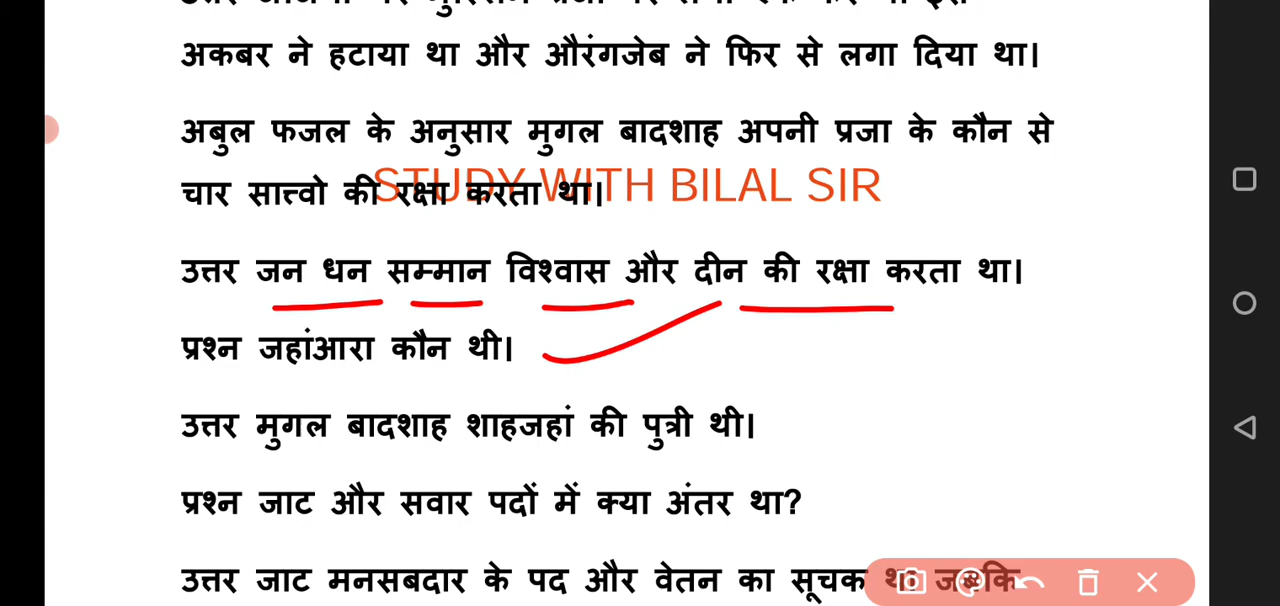 अकबर ने हटाया था और औरंगजेब ने फिर से लगा दिया था।
अबुल फजल के अनुसार मुगल बादशाह अपनी प्रजा के कौन से
चार सात्त्वो की रक्षा करता था।
STUDY WITH BILAL SIR
उत्तर जन धन सम्मान विश्वास और दीन की रक्षा करता था।
प्रश्न जहांआरा कौन थी।
उत्तर मुगल बादशाह शाहजहां की पुत्री थी।
प्रश्न जाट और सवार पदों में क्या अंतर था?
उत्तर जाट मनसबदार के पद और वेतन का सूचक था जबकि